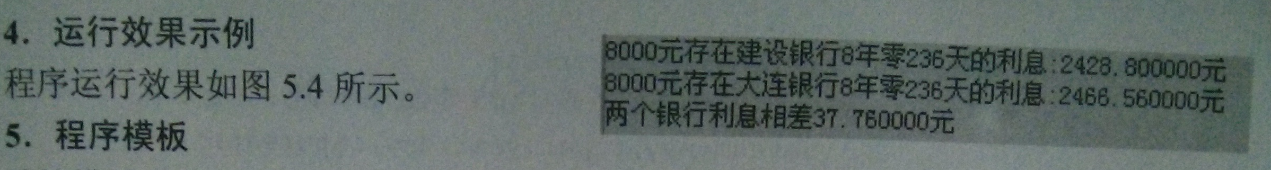 4. 运行效果示例
程序运行效果如图 5.4 所示。
5. 程序模板
8000元存在建设银行8年零236天的利息:2428.800000元
8000元存在大连银行8年零236天的利息:2466.560000元
两个银行利息相差37.760000元